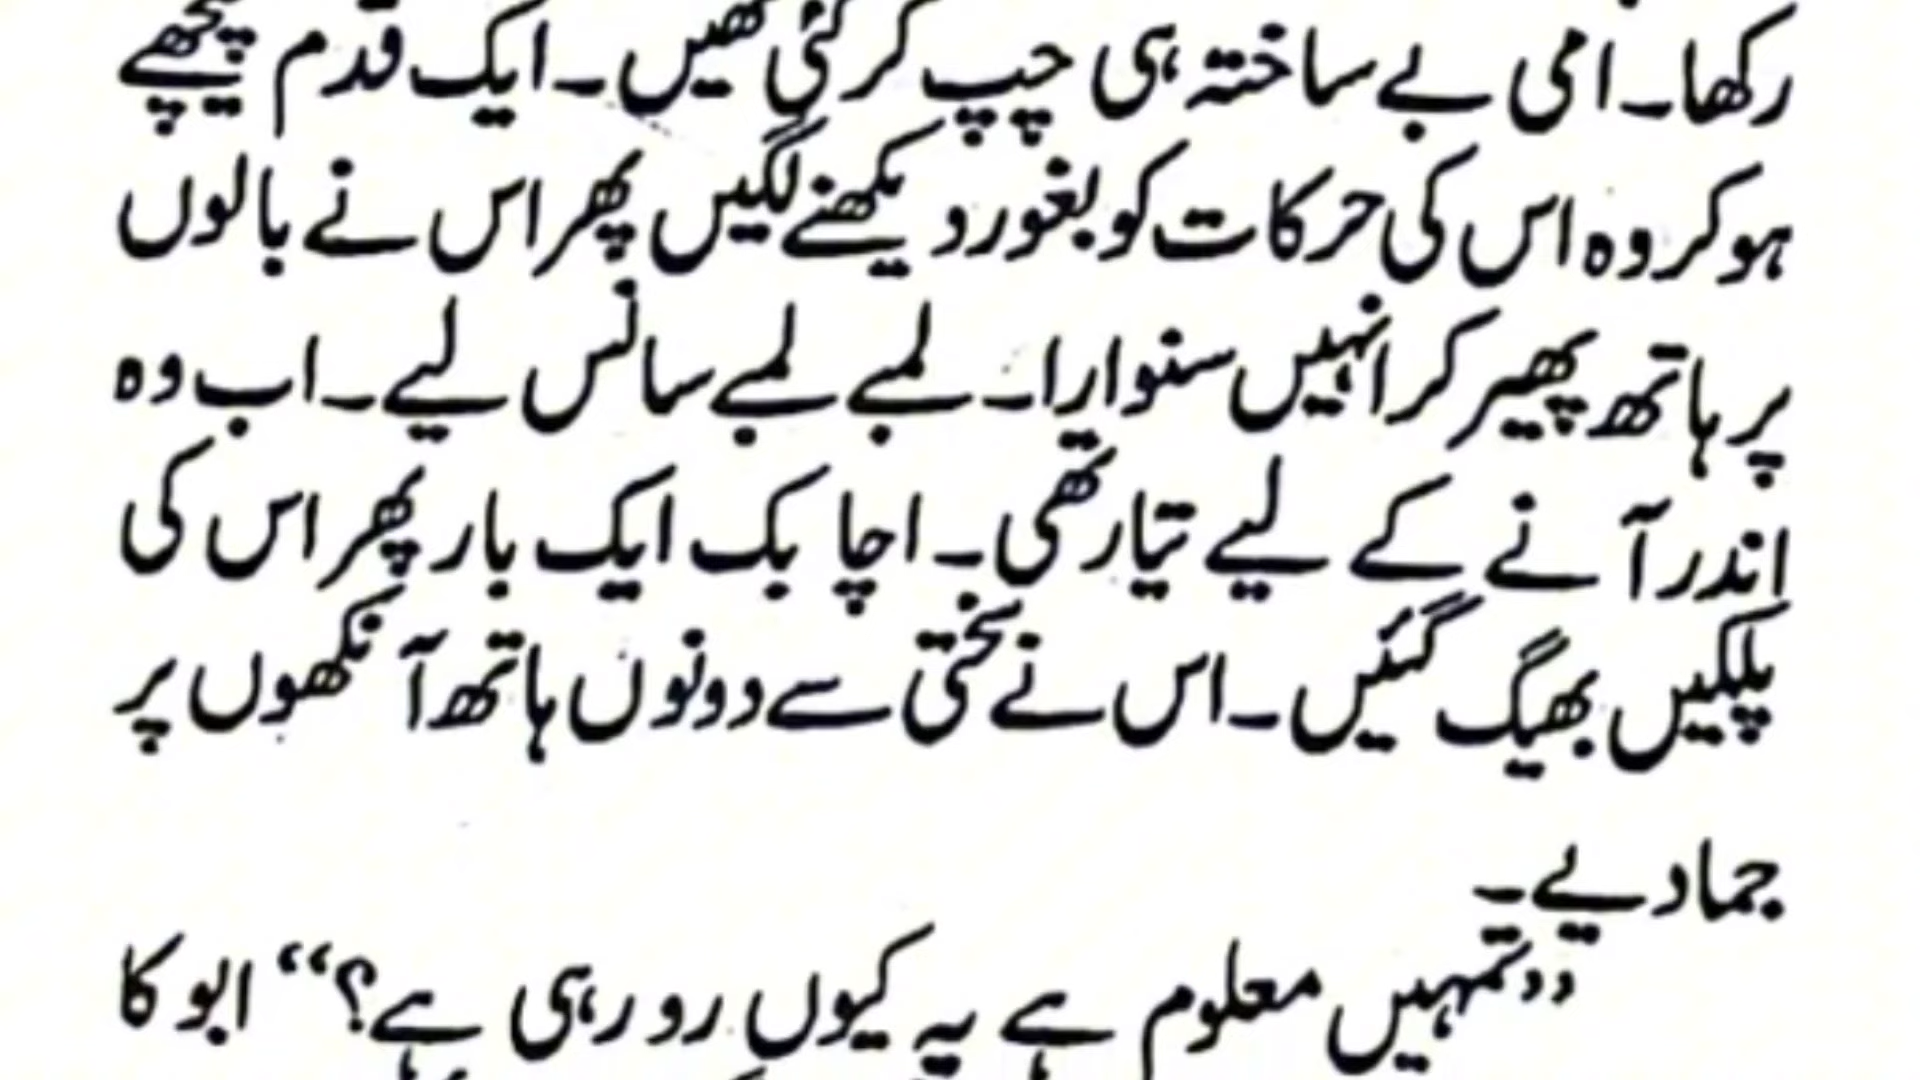 رکھا۔ امی بے ساختہ ہی چپ کر گئی تھیں۔ ایک قدم پیچھے
ہو کر وہ اس کی حرکات کو بغور دیکھنے لگیں پھر اس نے بالوں
پر ہاتھ پھیر کر انہیں سنوارا۔ لمبے لمبے سانس لیے۔ اب وہ
اندر آنے کے لیے تیار تھی۔ اچانک ایک بار پھر اس کی
پلکیں بھیگ گئیں۔ اس نے سختی سے دونوں ہاتھ آنکھوں پر
جما دیے۔
”تمہیں معلوم ہے یہ کیوں رو رہی ہے؟“ ابو کا